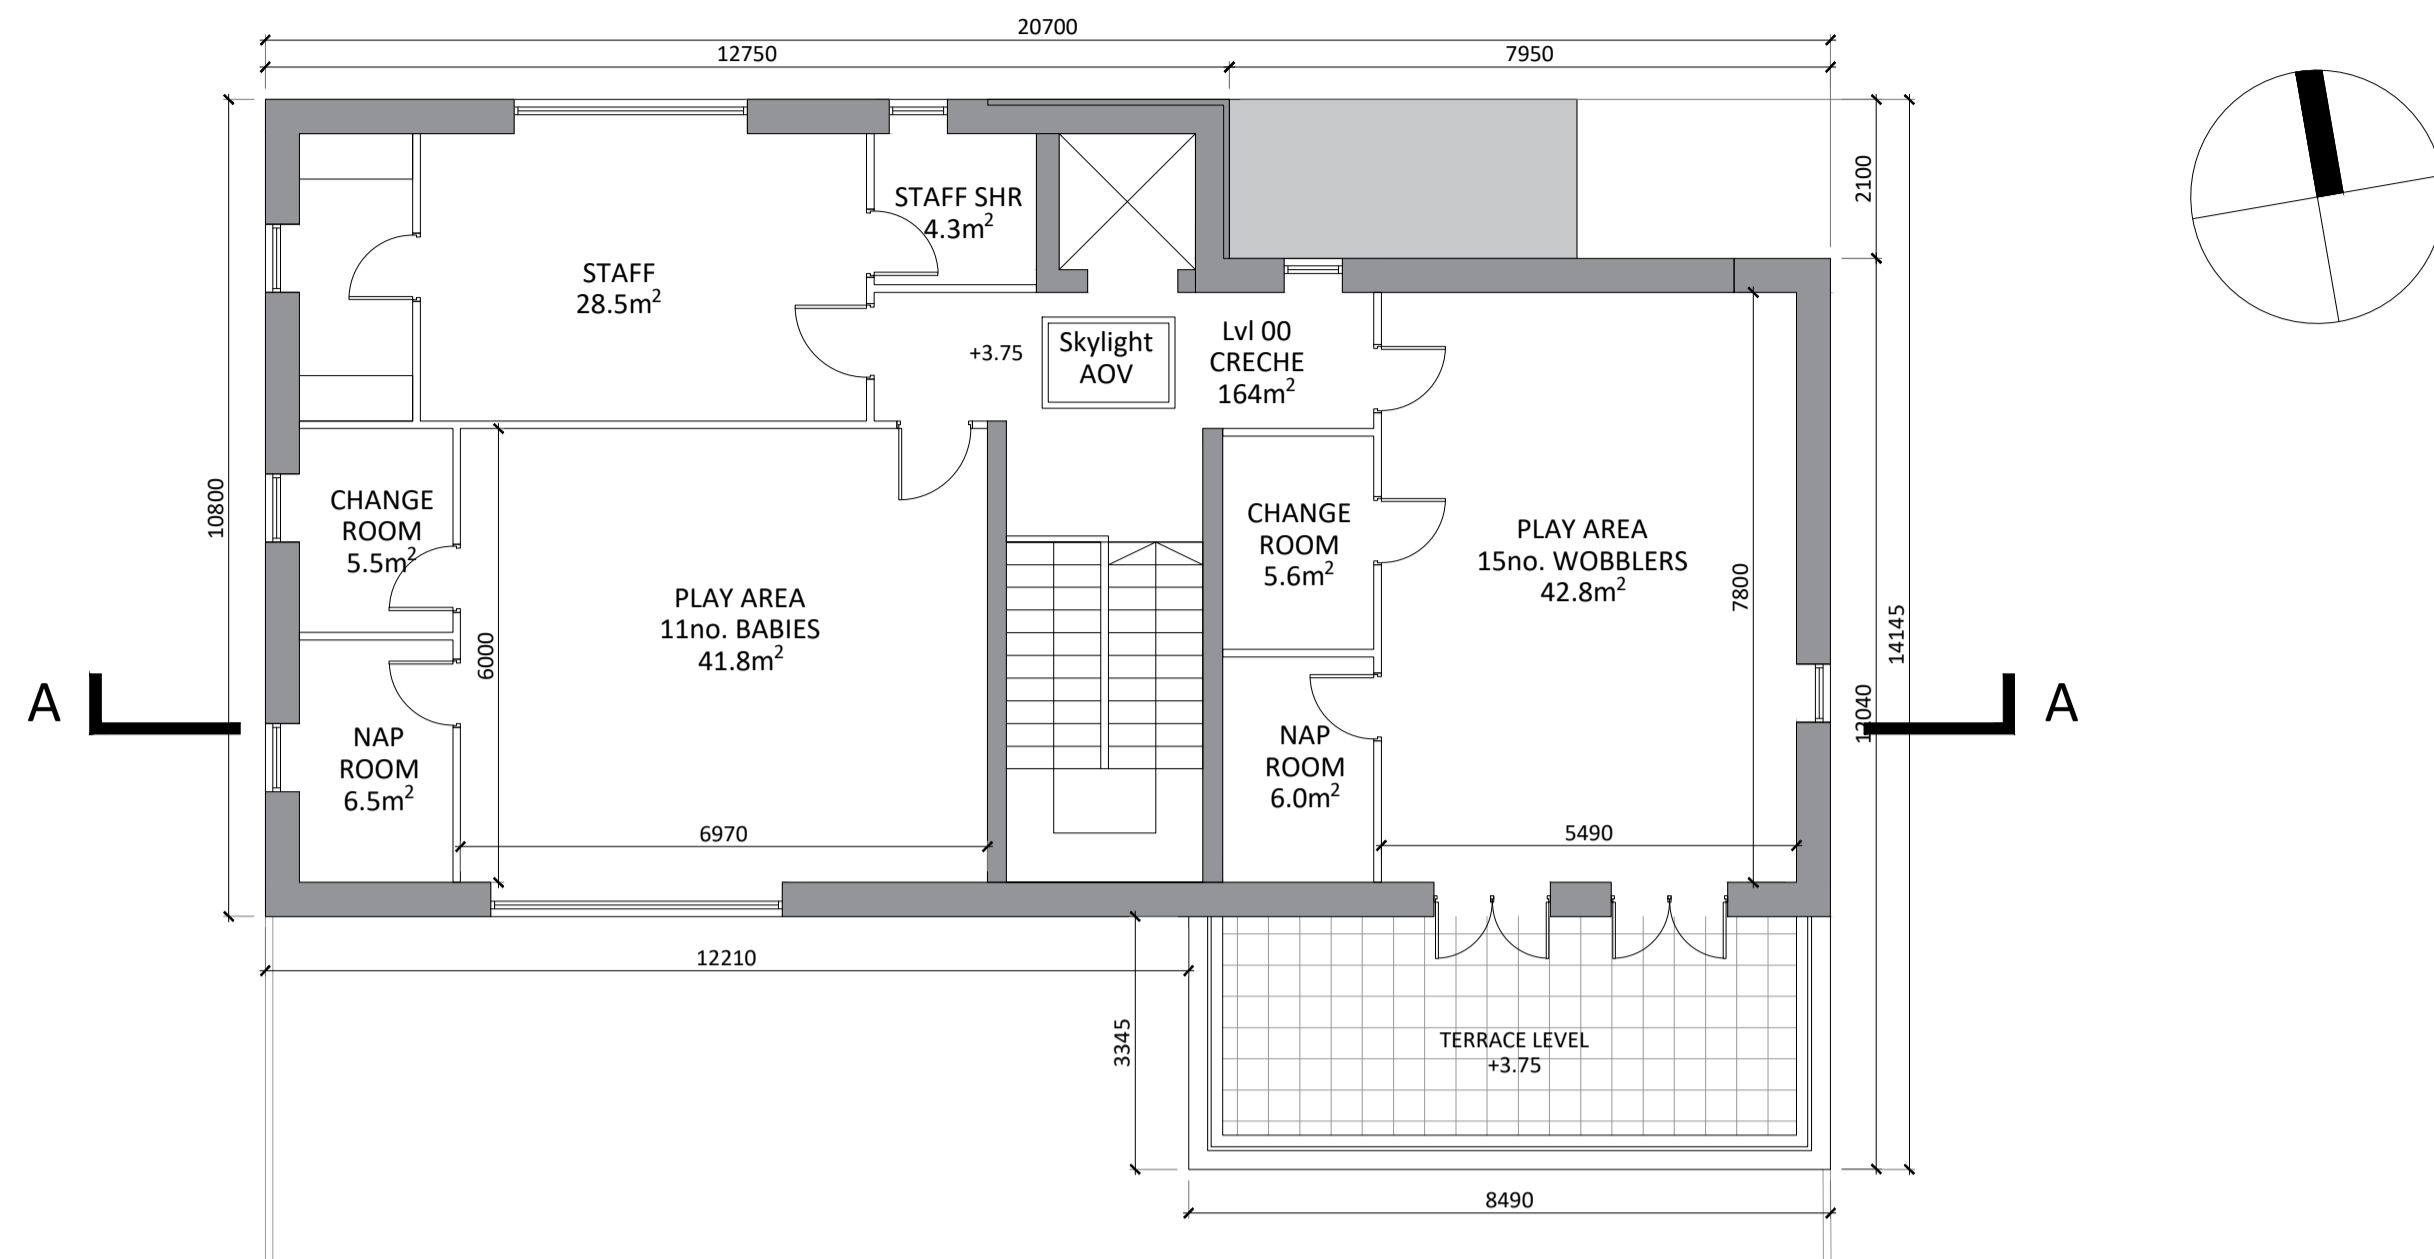 20700
12750
7950
2100
STAFF SHR
4.3m²
STAFF
28.5m²
+3.75
Skylight
AOV
Lvl 00
CRECHE
164m²
10800
CHANGE
ROOM
5.5m²
CHANGE
ROOM
5.6m²
PLAY AREA
15no. WOBBLERS
42.8m²
7800
14145
PLAY AREA
11no. BABIES
41.8m²
6000
A
A
12040
NAP
ROOM
6.5m²
NAP
ROOM
6.0m²
6970
5490
12210
3345
TERRACE LEVEL
+3.75
8490